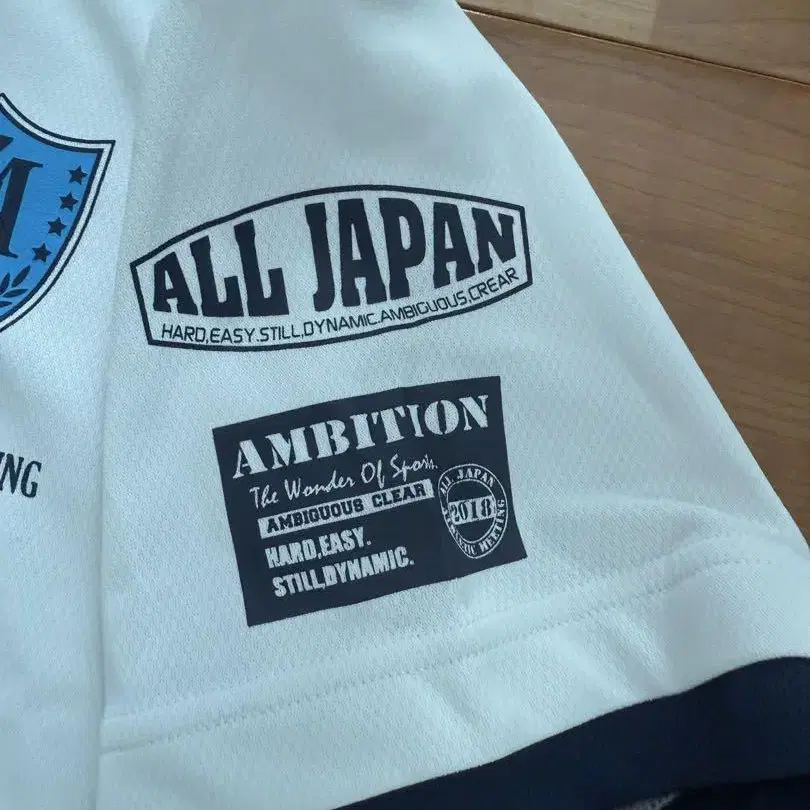 ALL JAPAN
HARD,EASY.STILL,DYNAMIC.AMBIGUOUS,CREAR
AMBITION
The Wonder Of Sports.
AMBIGUOUS CLEAR
HARD,EASY.
STILL,DYNAMIC.
ALL JAPAN
2018
MEETING